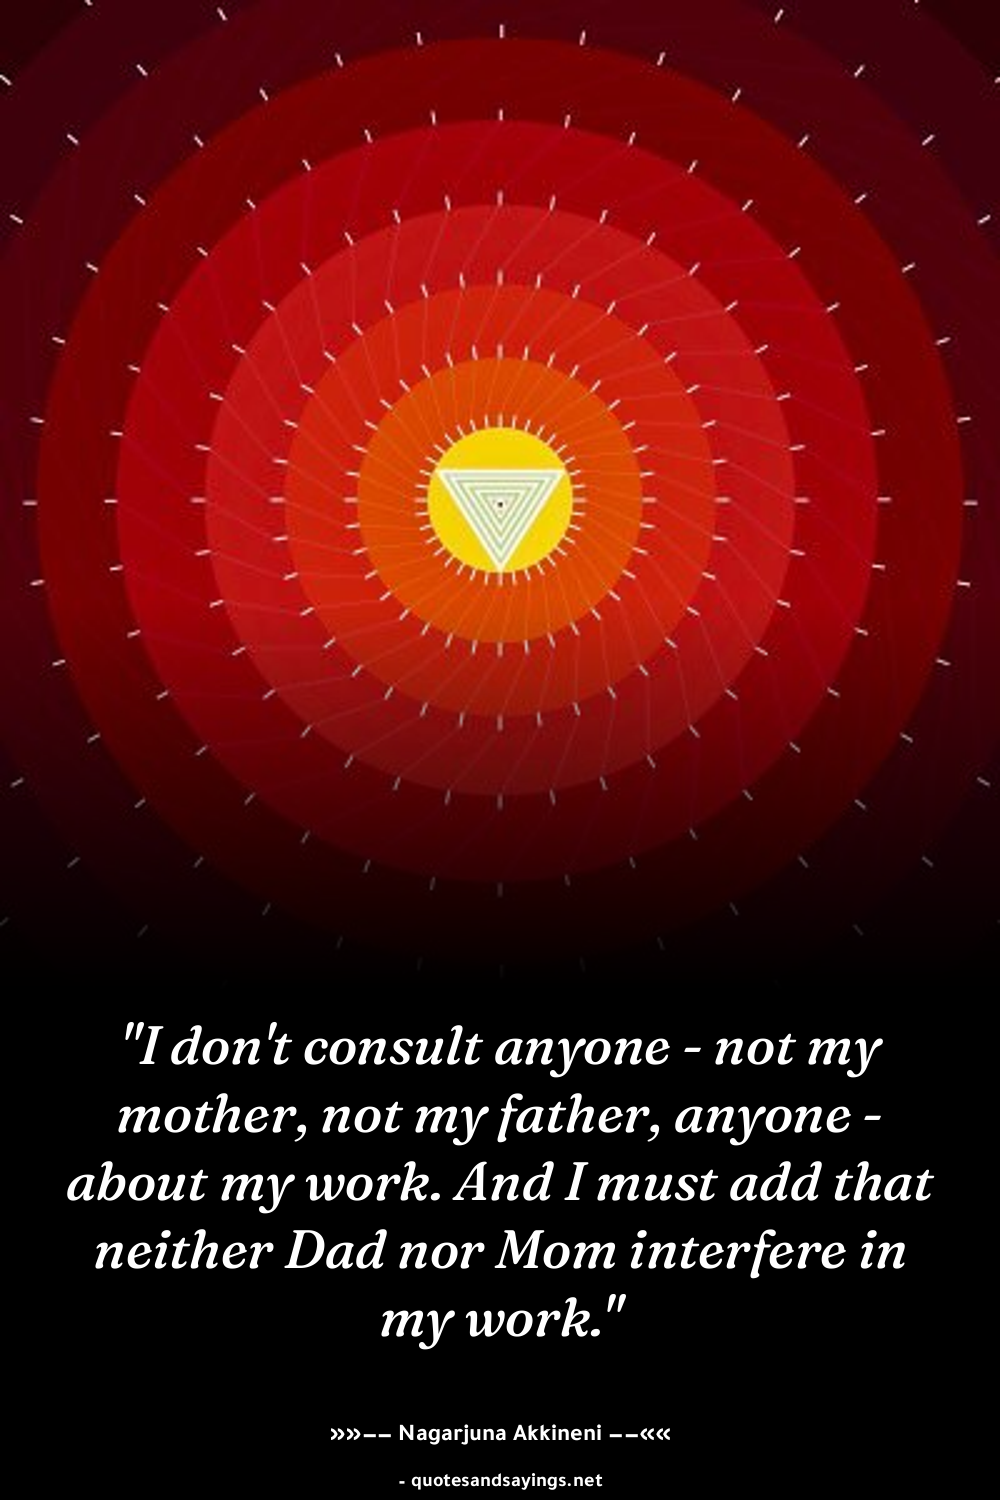 "I don't consult anyone - not my
mother, not my father, anyone -
about my work. And I must add that
neither Dad nor Mom interfere in
my work."
»»−− Nagarjuna Akkineni −−««
- quotesandsayings.net